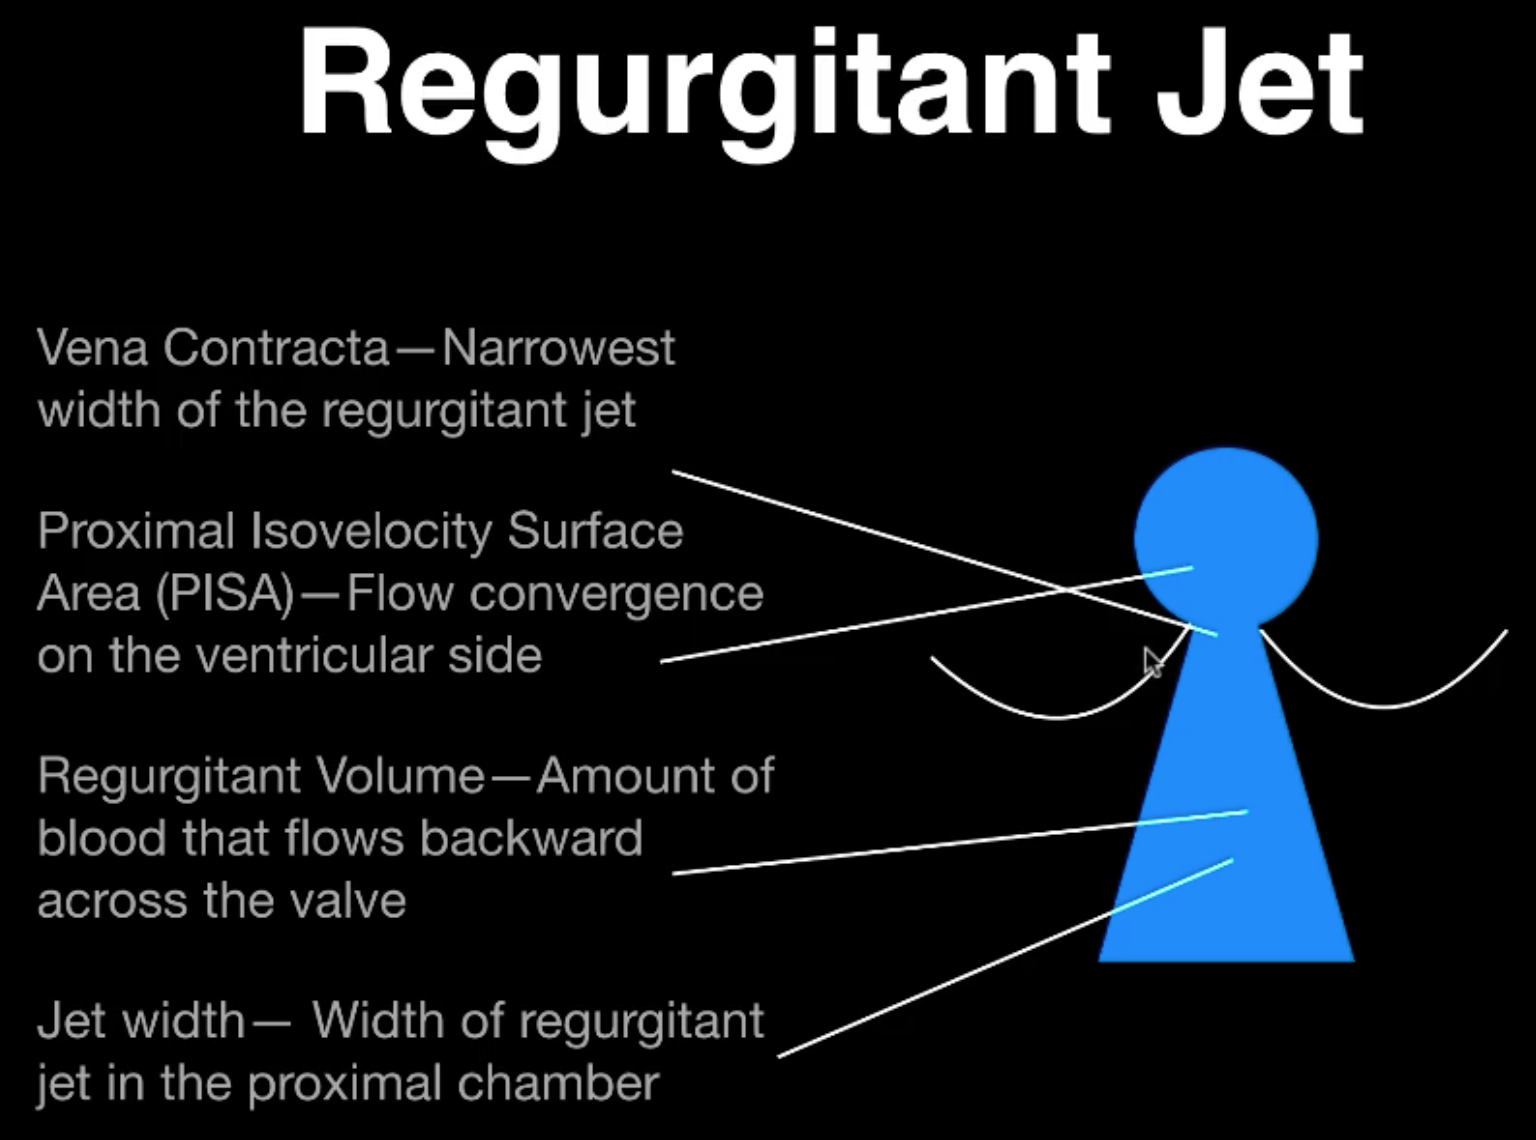 Regurgitant Jet
Vena Contracta—Narrowest
width of the regurgitant jet
Proximal Isovelocity Surface
Area (PISA)—Flow convergence
on the ventricular side
Regurgitant Volume—Amount of
blood that flows backward
across the valve
Jet width— Width of regurgitant
jet in the proximal chamber